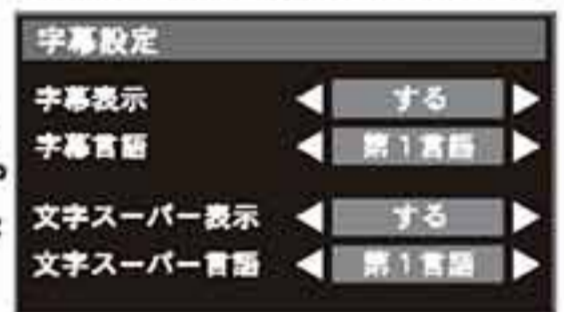 字幕設定
字幕表示 する
字幕言語 第1言語
文字スーパー表示 する
文字スーパー言語 第1言語